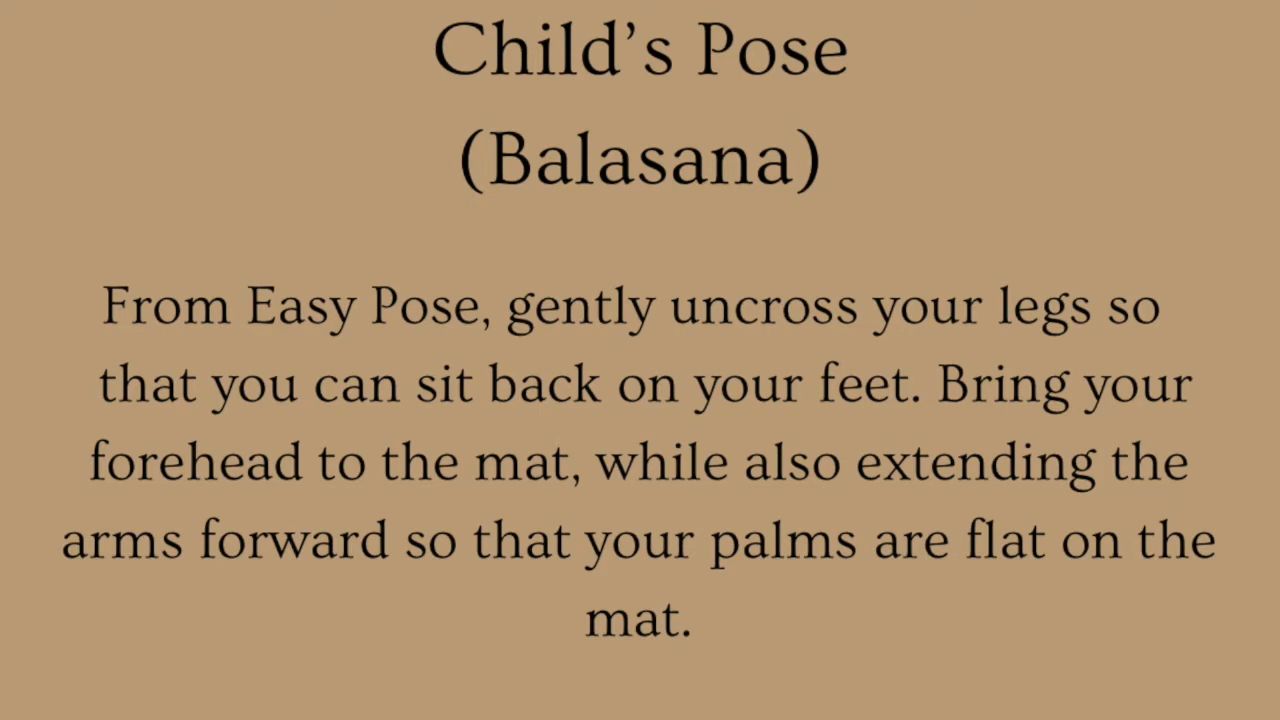 Child’s Pose
(Balasana)
From Easy Pose, gently uncross your legs so
that you can sit back on your feet. Bring your
forehead to the mat, while also extending the
arms forward so that your palms are flat on the
mat.